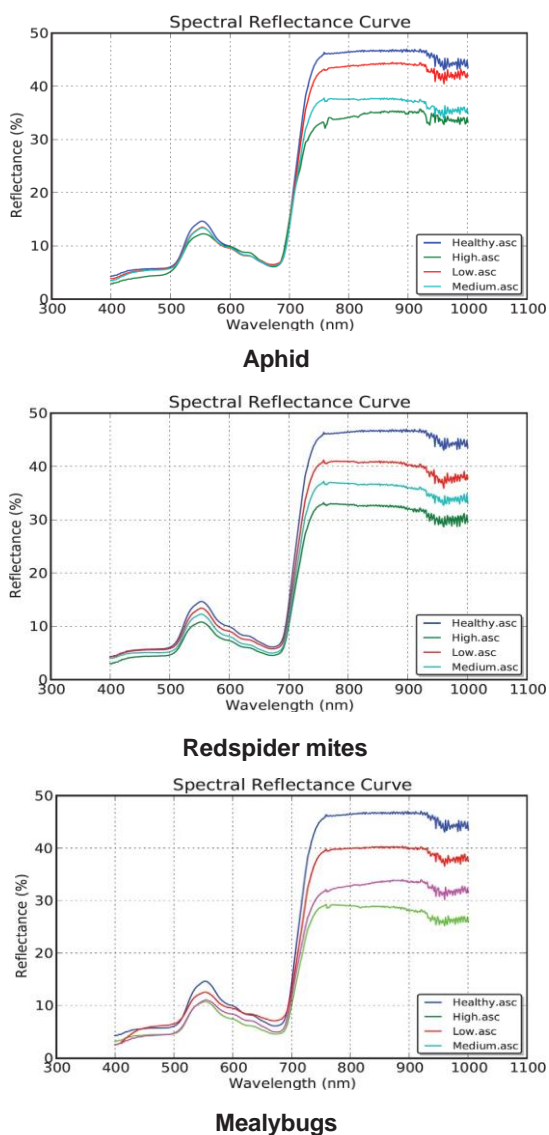 Spectral Reflectance Curve
50
40
30
20
10
0
Reflectance (%)
Healthy.asc
High.asc
Low.asc
Medium.asc
300 400 500 600 700 800 900 1000 1100
Wavelength (nm)
Aphid
Spectral Reflectance Curve
50
40
30
20
10
0
Reflectance (%)
Healthy.asc
High.asc
Low.asc
Medium.asc
300 400 500 600 700 800 900 1000 1100
Wavelength (nm)
Redspider mites
Spectral Reflectance Curve
50
40
30
20
10
0
Reflectance (%)
Healthy.asc
High.asc
Low.asc
Medium.asc
300 400 500 600 700 800 900 1000 1100
Wavelength (nm)
Mealybugs